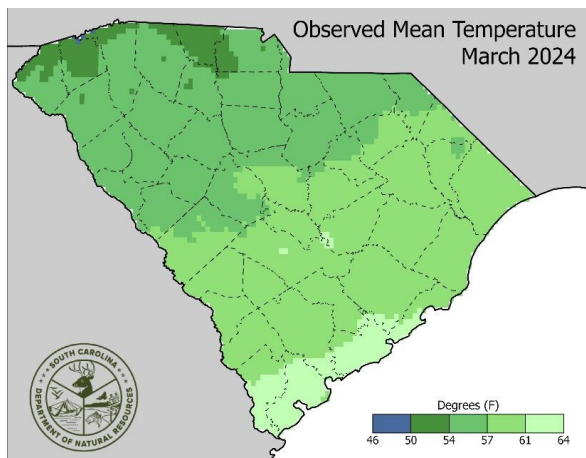 Observed Mean Temperature
March 2024
SOUTH CAROLINA
DEPARTMENT OF NATURAL RESOURCES
Degrees (F)
46 50 54 57 61 64